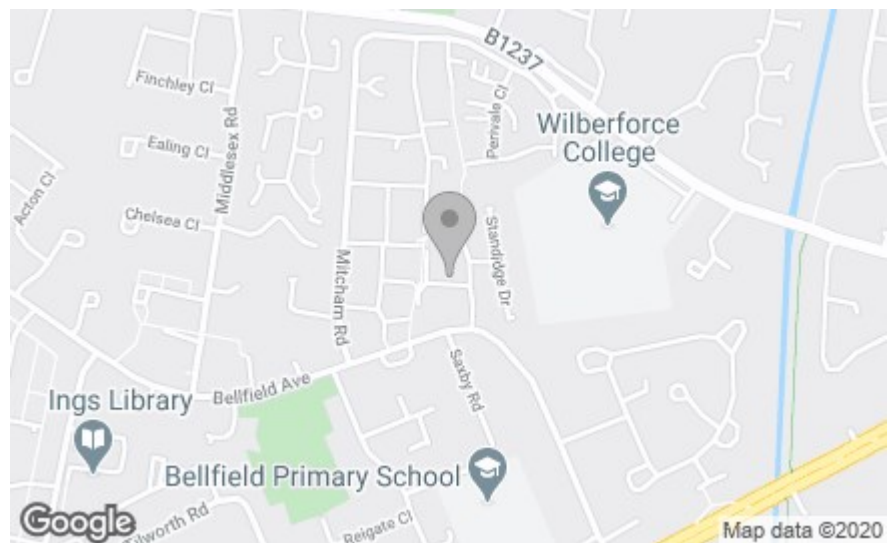 B1237
Finchley Cl
Perivale Cl
Wilberforce
College
Middlesex Rd
Ealing Cl
Acton Cl
Chelsea Cl
Standidge Dr
Mitcham Rd
Saxby Rd
Bellfield Ave
Ings Library
Bellfield Primary School
Google
Reigate Cl
Map data ©2020